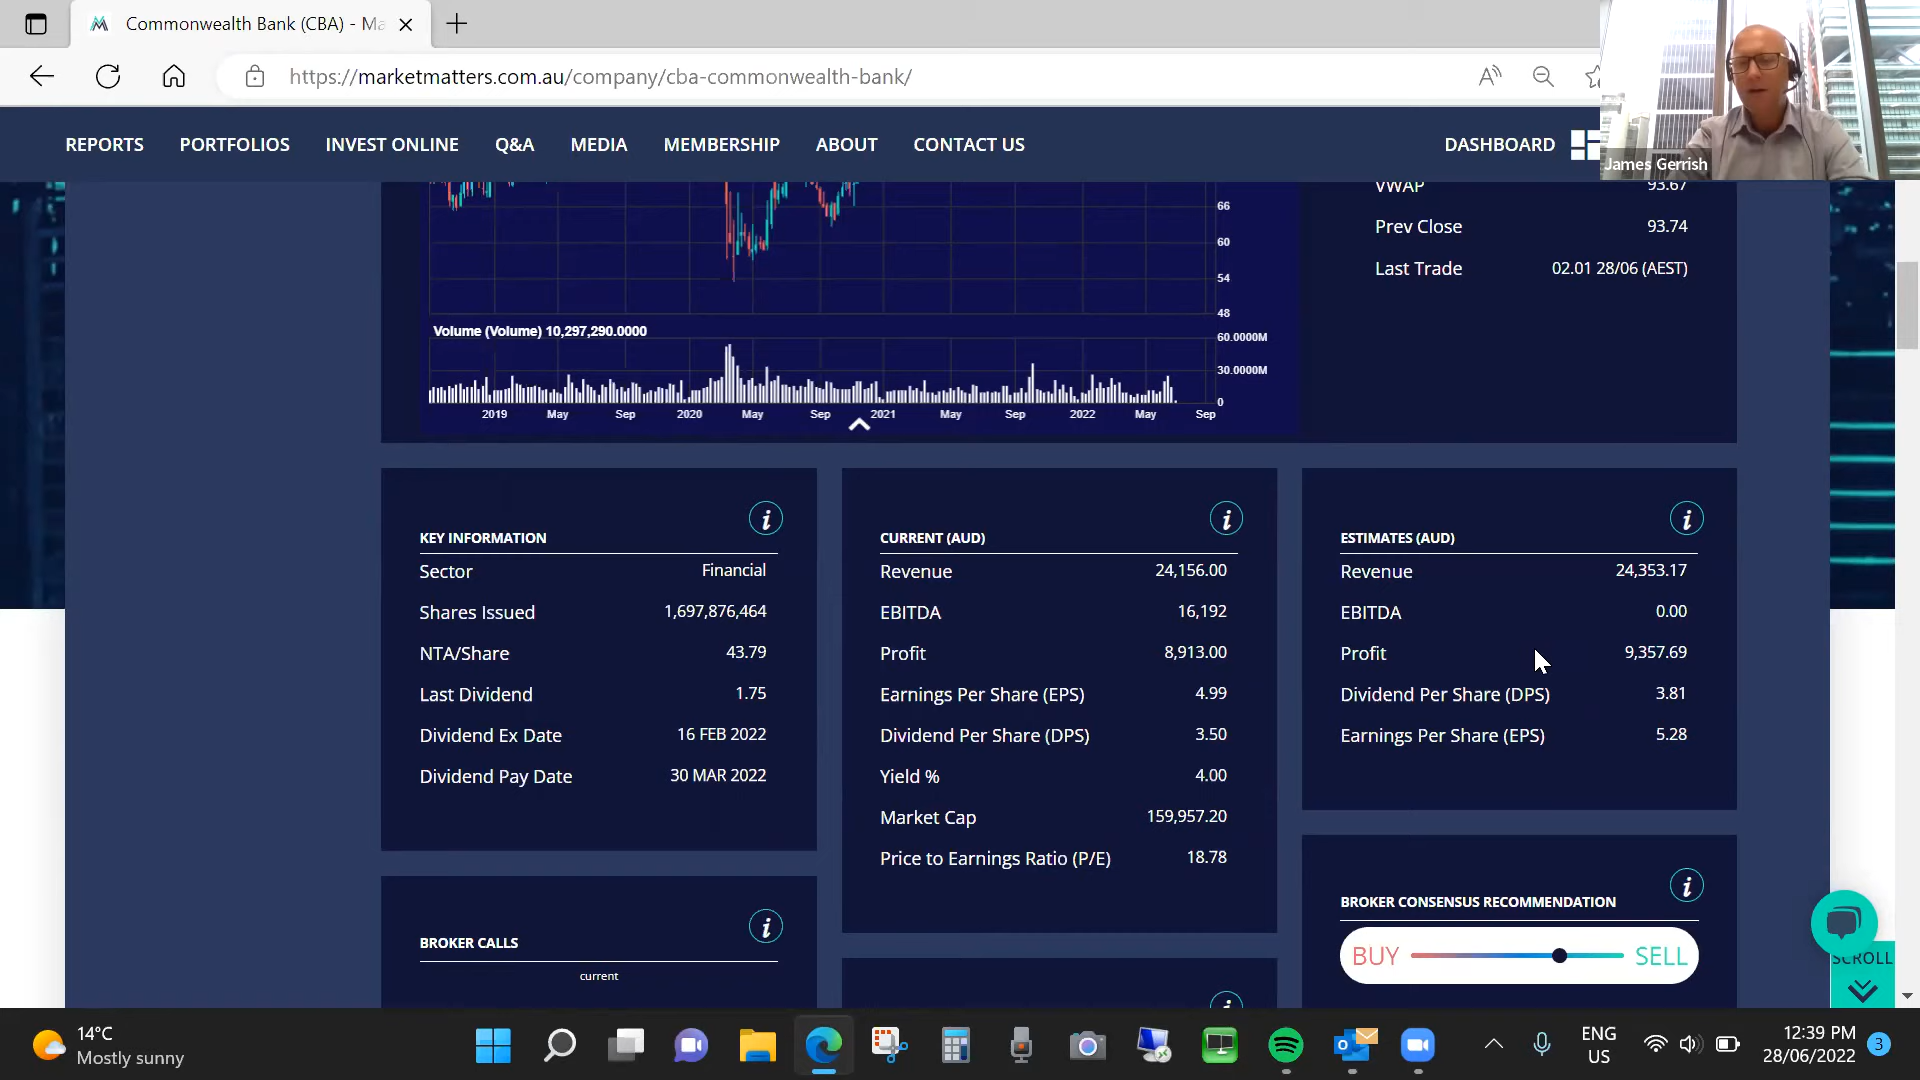 Commonwealth Bank (CBA) - Ma
https://marketmatters.com.au/company/cba-commonwealth-bank/
REPORTS PORTFOLIOS INVEST ONLINE Q&A MEDIA MEMBERSHIP ABOUT CONTACT US DASHBOARD
James Gerrish
VWAP 93.67
Prev Close 93.74
Last Trade 02.01 28/06 (AEST)
66
60
54
48
Volume (Volume) 10,297,290.0000
60.0000M
30.0000M
0
2019 May Sep 2020 May Sep 2021 May Sep 2022 May Sep
KEY INFORMATION
Sector Financial
Shares Issued 1,697,876,464
NTA/Share 43.79
Last Dividend 1.75
Dividend Ex Date 16 FEB 2022
Dividend Pay Date 30 MAR 2022
CURRENT (AUD)
Revenue 24,156.00
EBITDA 16,192
Profit 8,913.00
Earnings Per Share (EPS) 4.99
Dividend Per Share (DPS) 3.50
Yield % 4.00
Market Cap 159,957.20
Price to Earnings Ratio (P/E) 18.78
ESTIMATES (AUD)
Revenue 24,353.17
EBITDA 0.00
Profit 9,357.69
Dividend Per Share (DPS) 3.81
Earnings Per Share (EPS) 5.28
BROKER CALLS
current
BROKER CONSENSUS RECOMMENDATION
BUY SELL
SCROLL
14°C
Mostly sunny
ENG
US
12:39 PM
28/06/2022
3